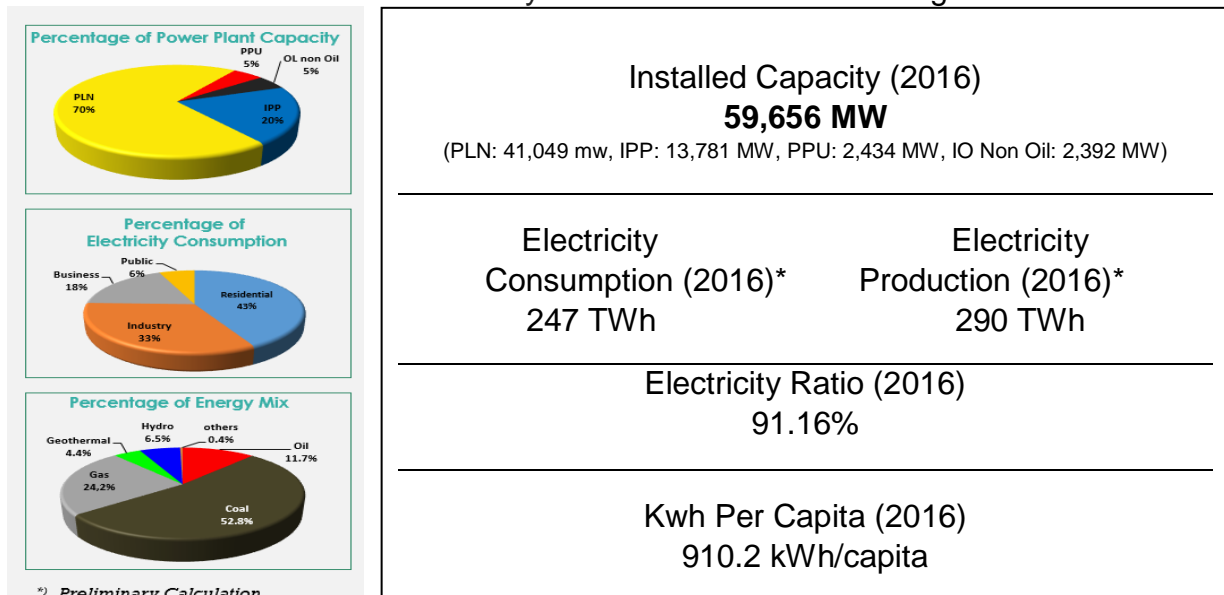 Percentage of Power Plant Capacity
PPU
5%
OL non Oil
5%
PLN
70%
IPP
20%
Percentage of
Electricity Consumption
Public
6%
Business
18%
Residential
43%
Industry
33%
Percentage of Energy Mix
Hydro
6.5%
others
0.4%
Geothermal
4.4%
Oil
11.7%
Gas
24,2%
Coal
52.8%
*) Preliminary Calculation
Installed Capacity (2016)
59,656 MW
(PLN: 41,049 mw, IPP: 13,781 MW, PPU: 2,434 MW, IO Non Oil: 2,392 MW)
Electricity
Consumption (2016)*
247 TWh
Electricity
Production (2016)*
290 TWh
Electricity Ratio (2016)
91.16%
Kwh Per Capita (2016)
910.2 kWh/capita